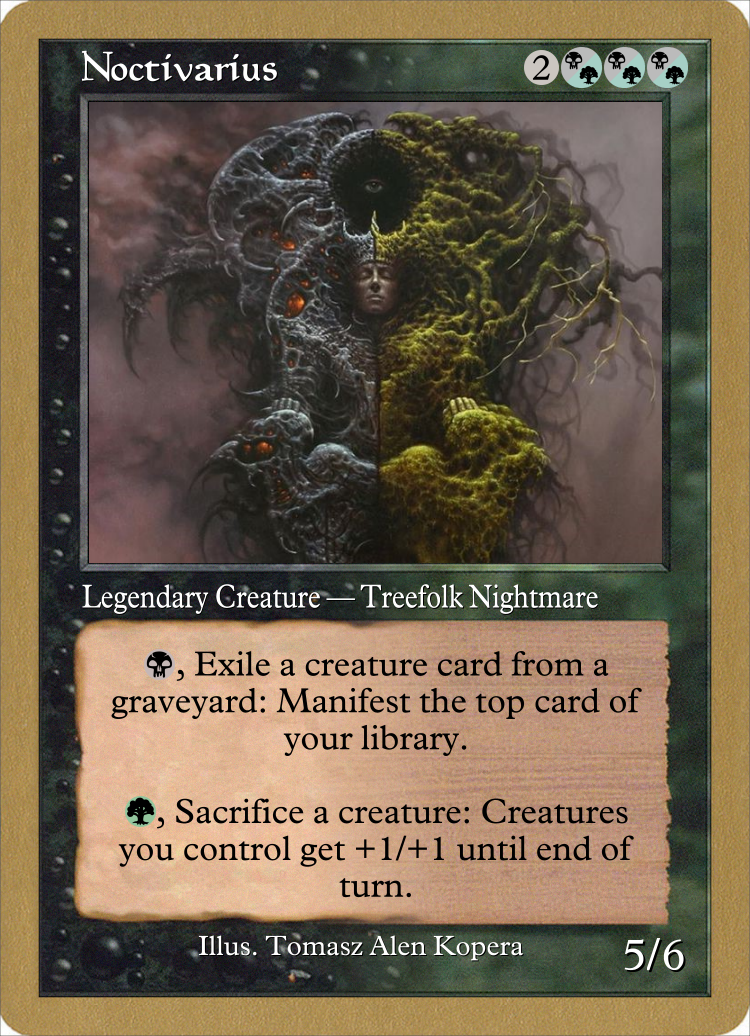 Noctivarius 2
Legendary Creature — Treefolk Nightmare
, Exile a creature card from a
graveyard: Manifest the top card of
your library.
, Sacrifice a creature: Creatures
you control get +1/+1 until end of
turn.
Illus. Tomasz Alen Kopera
5/6